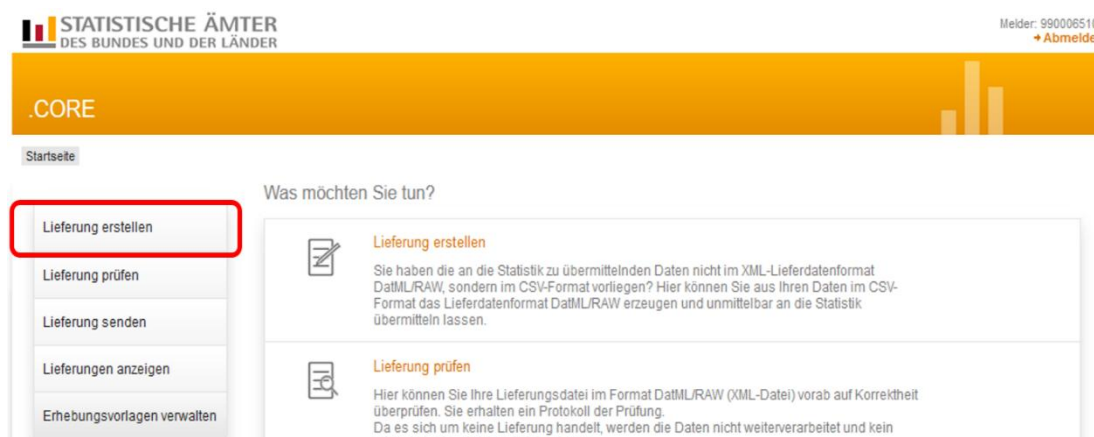 STATISTISCHE ÄMTER
DES BUNDES UND DER LÄNDER
Melder: 990006516
Abmelde
.CORE
Startseite
Was möchten Sie tun?
Lieferung erstellen
Lieferung prüfen
Lieferung senden
Lieferungen anzeigen
Erhebungsvorlagen verwalten
Lieferung erstellen
Sie haben die an die Statistik zu übermittelnden Daten nicht im XML-Lieferdatenformat
DatML/RAW, sondern im CSV-Format vorliegen? Hier können Sie aus Ihren Daten im CSV-
Format das Lieferdatenformat DatML/RAW erzeugen und unmittelbar an die Statistik
übermitteln lassen.
Lieferung prüfen
Hier können Sie Ihre Lieferungsdatei im Format DatML/RAW (XML-Datei) vorab auf Korrektheit
überprüfen. Sie erhalten ein Protokoll der Prüfung.
Da es sich um keine Lieferung handelt, werden die Daten nicht weiterverarbeitet und kein